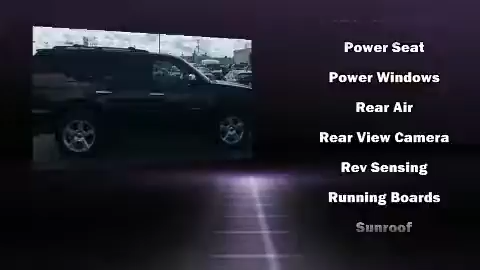 Power Seat
Power Windows
Rear Air
Rear View Camera
Rev Sensing
Running Boards
Sunroof